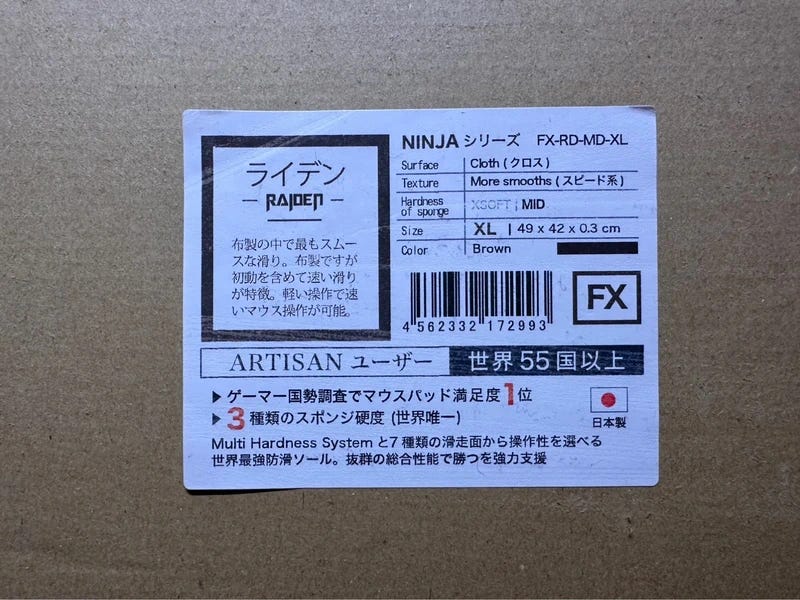 ライデン
RAIDEN
布製の中で最もスムー
スな滑り。布製ですが
初動を含めて速い滑り
が特徴。軽い操作で速
いマウス操作が可能。
NINJA シリーズ FX-RD-MD-XL
Surface Cloth (クロス)
Texture More smooths (スピード系)
Hardness of sponge XSOFT | MID
Size XL | 49 x 42 x 0.3 cm
Color Brown
4 562332 172993
FX
ARTISAN ユーザー 世界 55 国以上
▶ ゲーマー国勢調査でマウスパッド満足度 1 位
▶ 3 種類のスポンジ硬度 (世界唯一)
日本製
Multi Hardness System と7種類の滑走面から操作性を選べる
世界最強防滑ソール。抜群の総合性能で勝つを強力支援